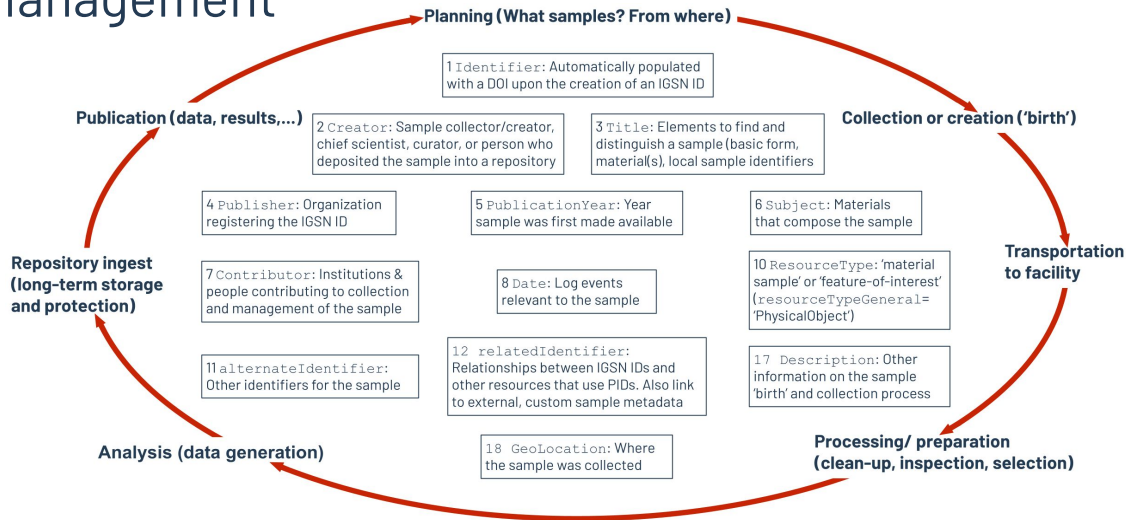 Management
Planning (What samples? From where)
1 Identifier: Automatically populated
with a DOI upon the creation of an IGSN ID
Publication (data, results,...)
Collection or creation ('birth')
2 Creator: Sample collector/creator,
chief scientist, curator, or person who
deposited the sample into a repository
3 Title: Elements to find and
distinguish a sample (basic form,
material(s), local sample identifiers
4 Publisher: Organization
registering the IGSN ID
5 PublicationYear: Year
sample was first made available
6 Subject: Materials
that compose the sample
Repository ingest
(long-term storage
and protection)
Transportation
to facility
7 Contributor: Institutions &
people contributing to collection
and management of the sample
8 Date: Log events
relevant to the sample
10 ResourceType: 'material
sample' or 'feature-of-interest'
(resourceTypeGeneral=
'PhysicalObject')
11 alternateIdentifier:
Other identifiers for the sample
12 relatedIdentifier:
Relationships between IGSN IDs and
other resources that use PIDs. Also link
to external, custom sample metadata
17 Description: Other
information on the sample
'birth' and collection process
Analysis (data generation)
18 GeoLocation: Where
the sample was collected
Processing/ preparation
(clean-up, inspection, selection)